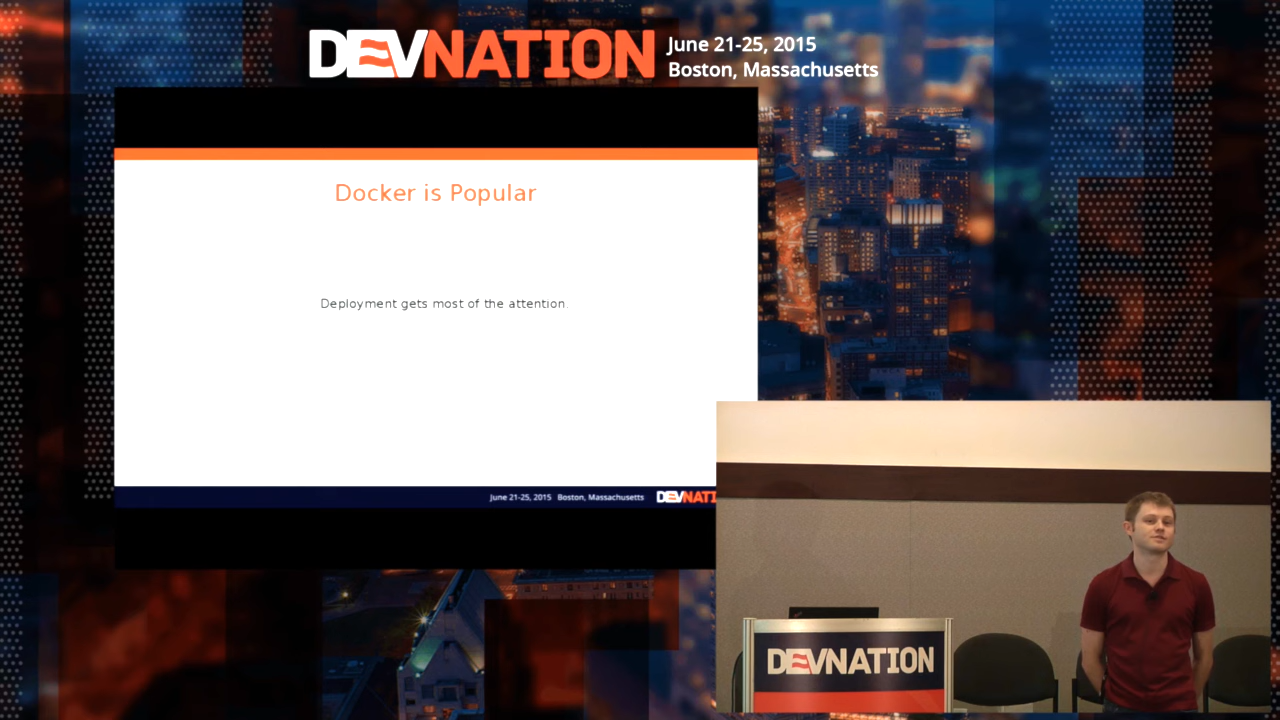 DEVNATION
June 21-25, 2015
Boston, Massachusetts
Docker is Popular
Deployment gets most of the attention.
June 21-25, 2015 Boston, Massachusetts DEVNATI
DEVNATION